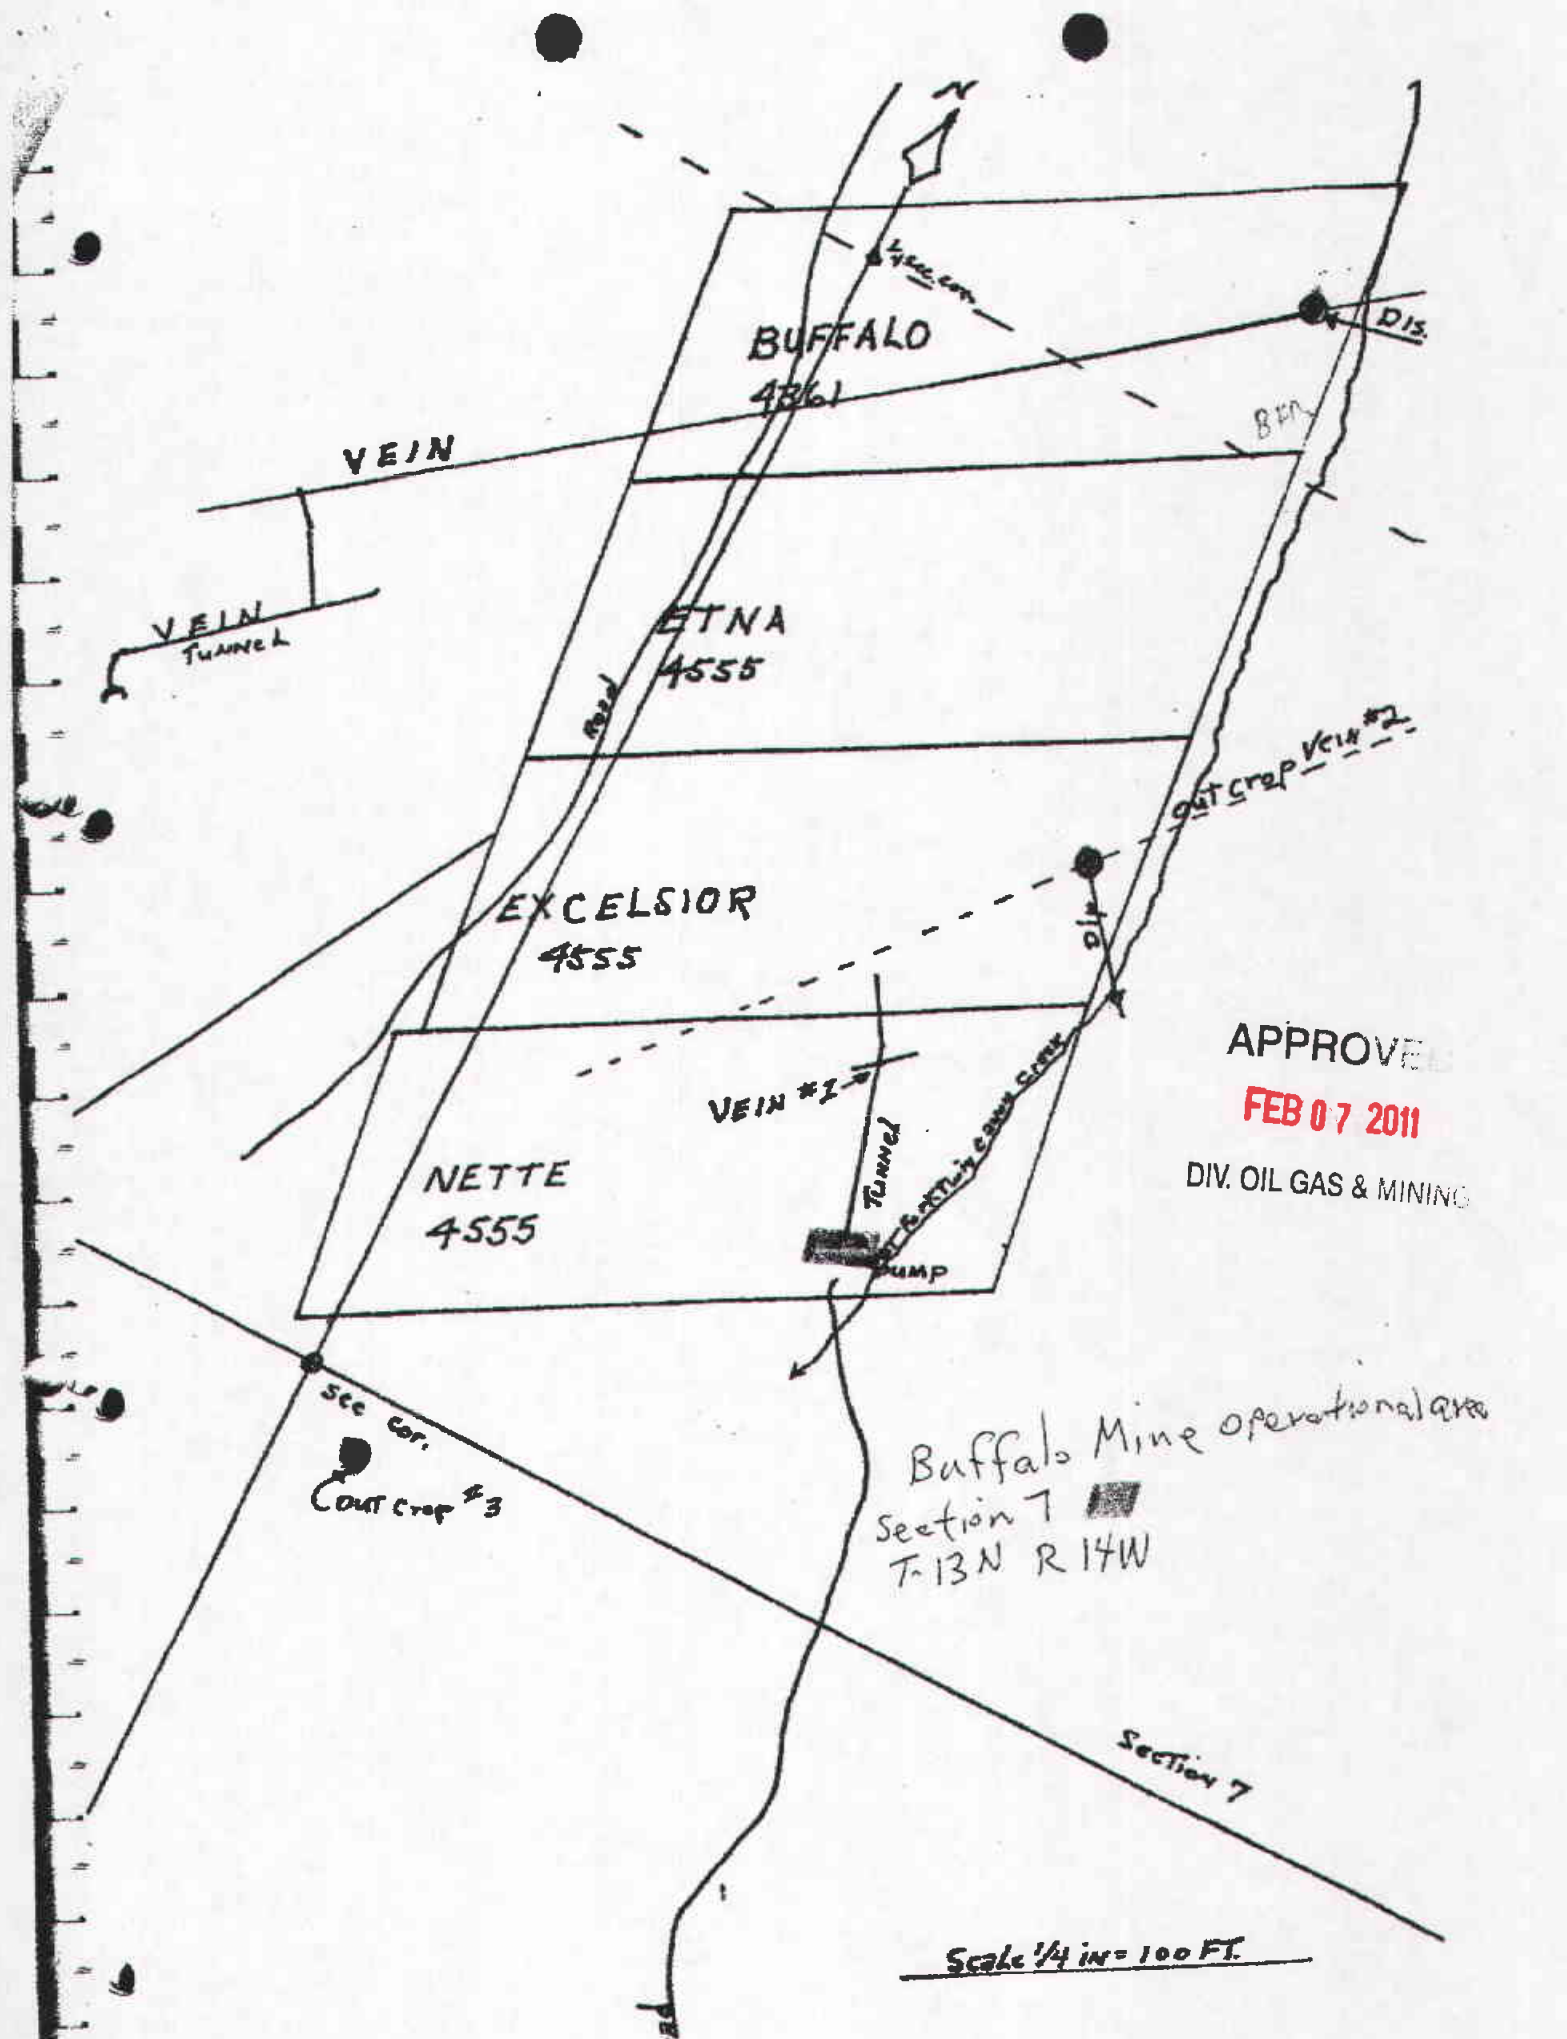 N
BUFFALO
DIS.
VEIN
VEIN
TUNNEL
ETNA
4555
Road
OUT Crop VEIN #2
EXCELSIOR
4555
VEIN #1
TUNNEL
Creek
APPROVE
FEB 07 2011
DIV. OIL GAS & MINING
NETTE
4555
DUMP
Sec Cor.
OUT Crop #3
Buffalo Mine operational area
Section 7
T-13N R 14W
Section 7
Scale 1/4 in = 100 FT.